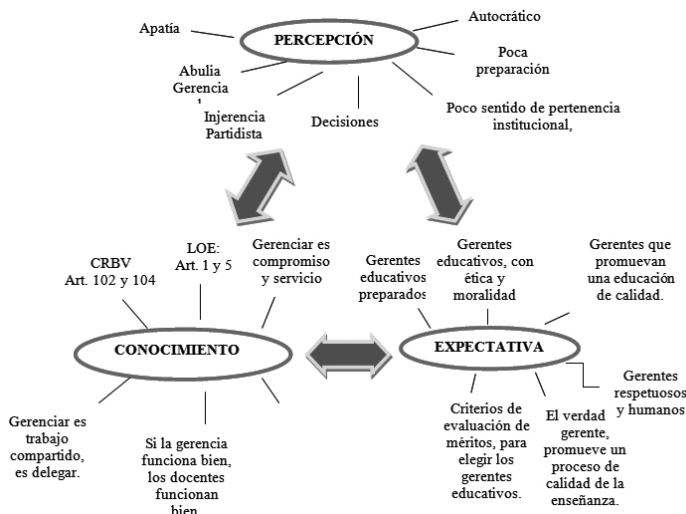 Apatía
Autocrático
PERCEPCIÓN
Poca
preparación
Abulia
Gerencia
Injerencia
Partidista
Decisiones
Poco sentido de pertenencia
institucional,
CRBV
Art. 102 y 104
LOE:
Art. 1 y 5
Gerenciar es
compromiso
y servicio
Gerentes
educativos
preparados
Gerentes
educativos, con
ética y
moralidad
Gerentes que
promuevan
una educación
de calidad.
CONOCIMIENTO
EXPECTATIVA
Gerentes
respetuosos
y humanos
Gerenciar es
trabajo
compartido,
es delegar.
Si la gerencia
funciona bien,
los docentes
funcionan
bien
Criterios de
evaluación de
méritos, para
elegir los
gerentes
educativos.
El verdad
gerente,
promueve un
proceso de
calidad de la
enseñanza.